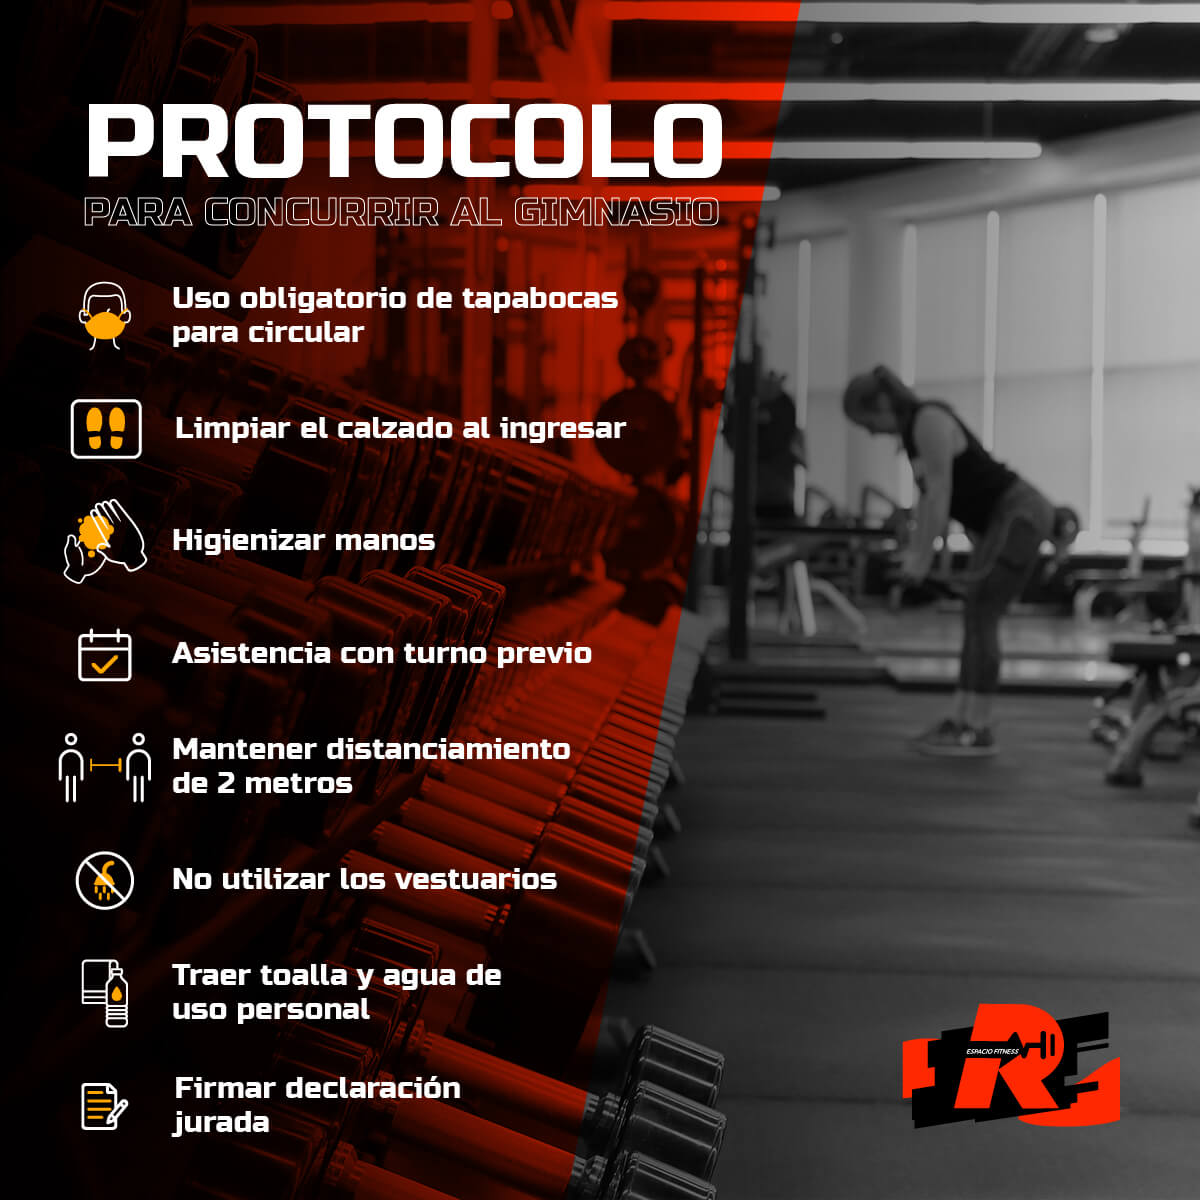 PROTOCOLO
PARA CONCURRIR AL GIMNASIO
Uso obligatorio de tapabocas
para circular
Limpiar el calzado al ingresar
Higienizar manos
Asistencia con turno previo
Mantener distanciamiento
de 2 metros
No utilizar los vestuarios
Traer toalla y agua de
uso personal
Firmar declaración
jurada
ESPACIO FITNESS
R